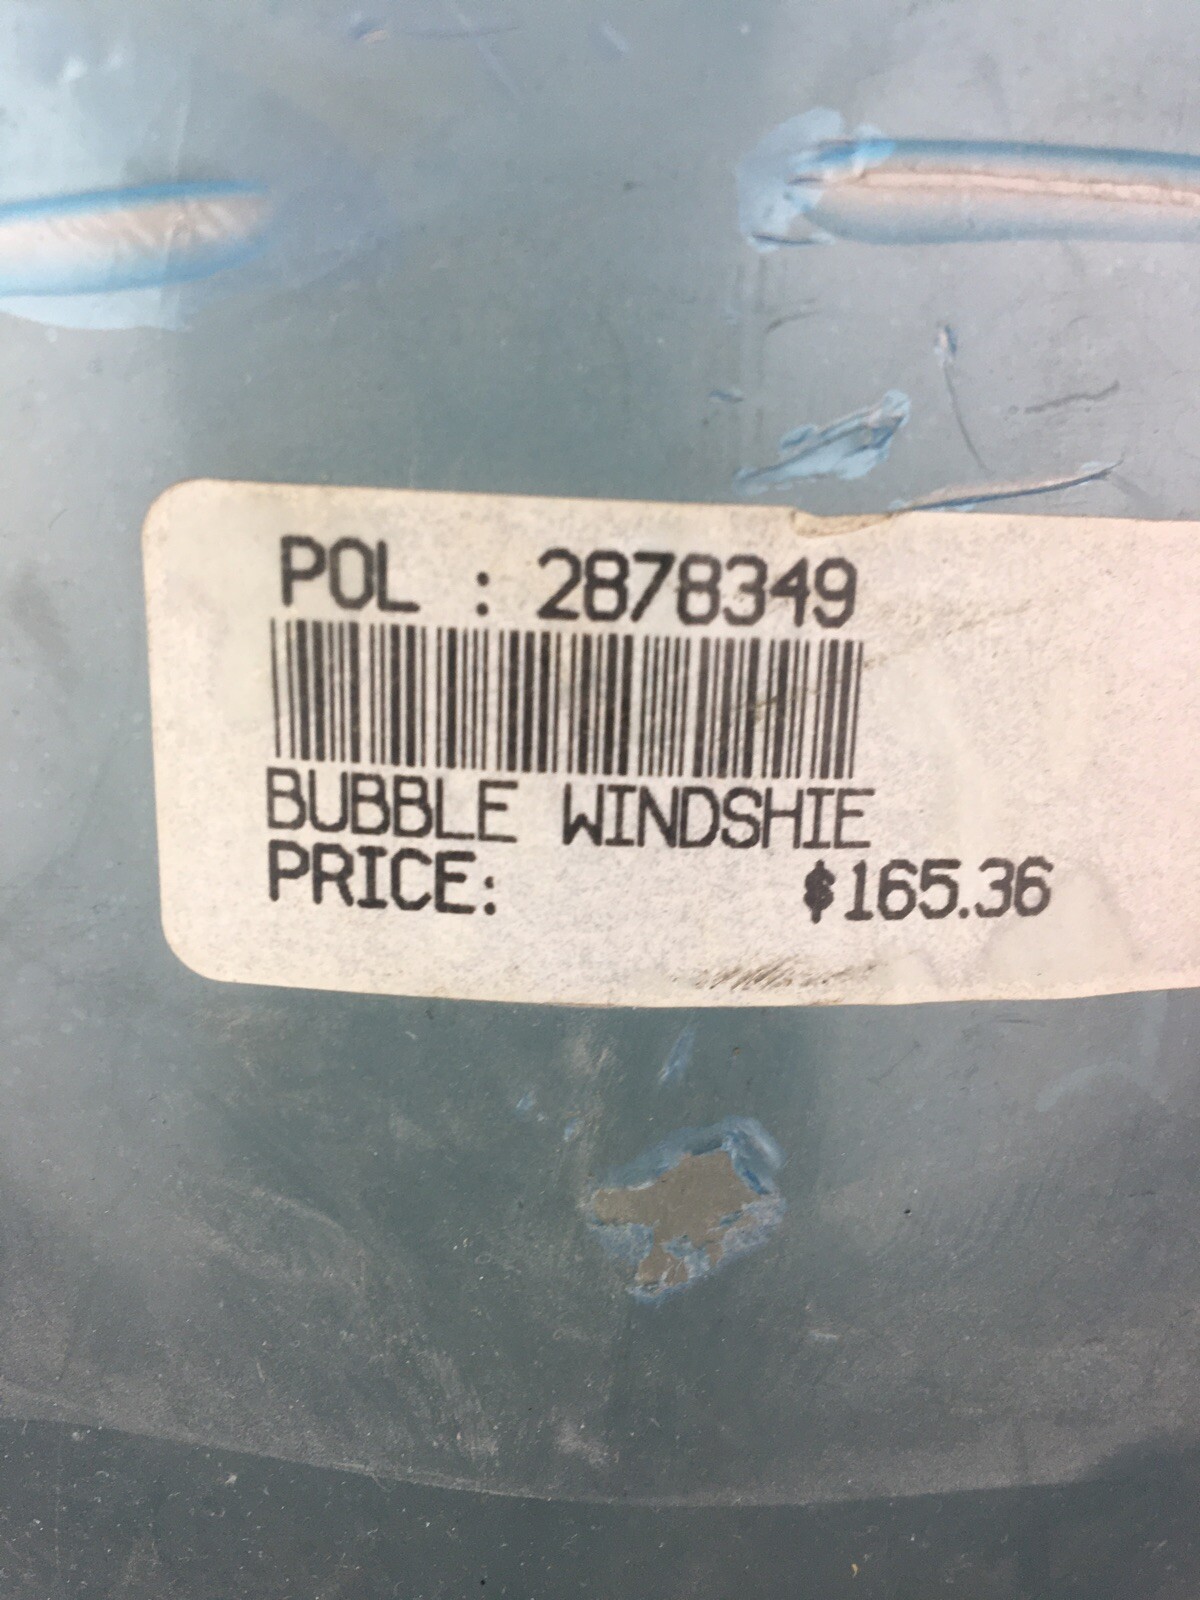 POL : 2878349
BUBBLE WINDSHIE
PRICE: $165.36